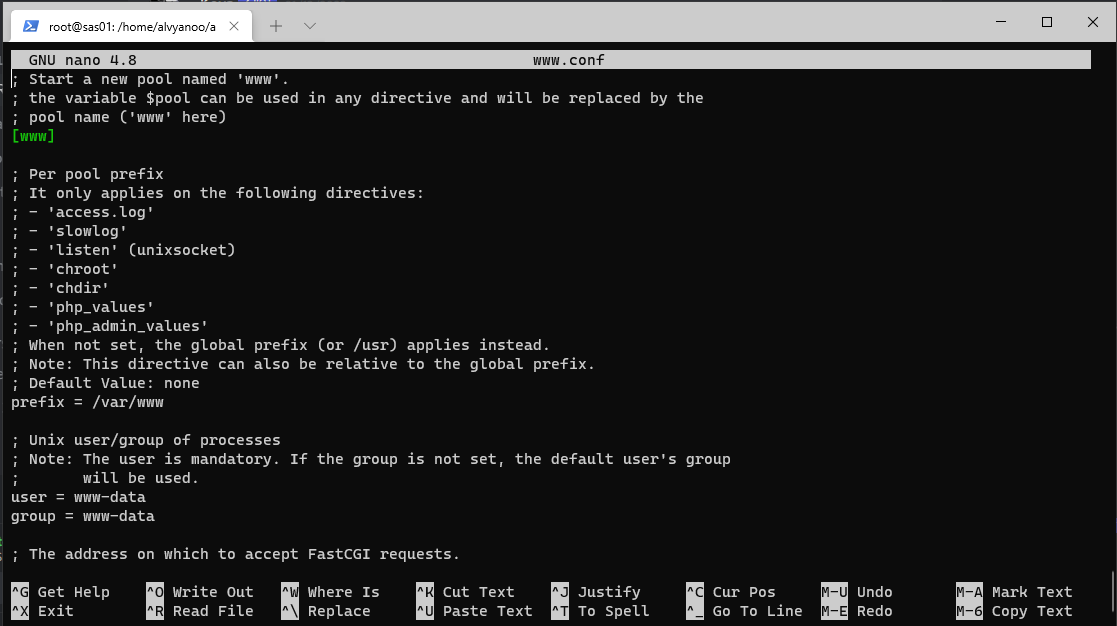 root@sas01: /home/alvyanoo/a
GNU nano 4.8 www.conf
; Start a new pool named 'www'.
; the variable $pool can be used in any directive and will be replaced by the
; pool name ('www' here)
[www]
; Per pool prefix
; It only applies on the following directives:
; - 'access.log'
; - 'slowlog'
; - 'listen' (unixsocket)
; - 'chroot'
; - 'chdir'
; - 'php_values'
; - 'php_admin_values'
; When not set, the global prefix (or /usr) applies instead.
; Note: This directive can also be relative to the global prefix.
; Default Value: none
prefix = /var/www
; Unix user/group of processes
; Note: The user is mandatory. If the group is not set, the default user's group
;       will be used.
user = www-data
group = www-data
; The address on which to accept FastCGI requests.
^G Get Help ^O Write Out ^W Where Is ^K Cut Text ^J Justify ^C Cur Pos M-U Undo M-A Mark Text
^X Exit ^R Read File ^\ Replace ^U Paste Text ^T To Spell ^_ Go To Line M-E Redo M-6 Copy Text